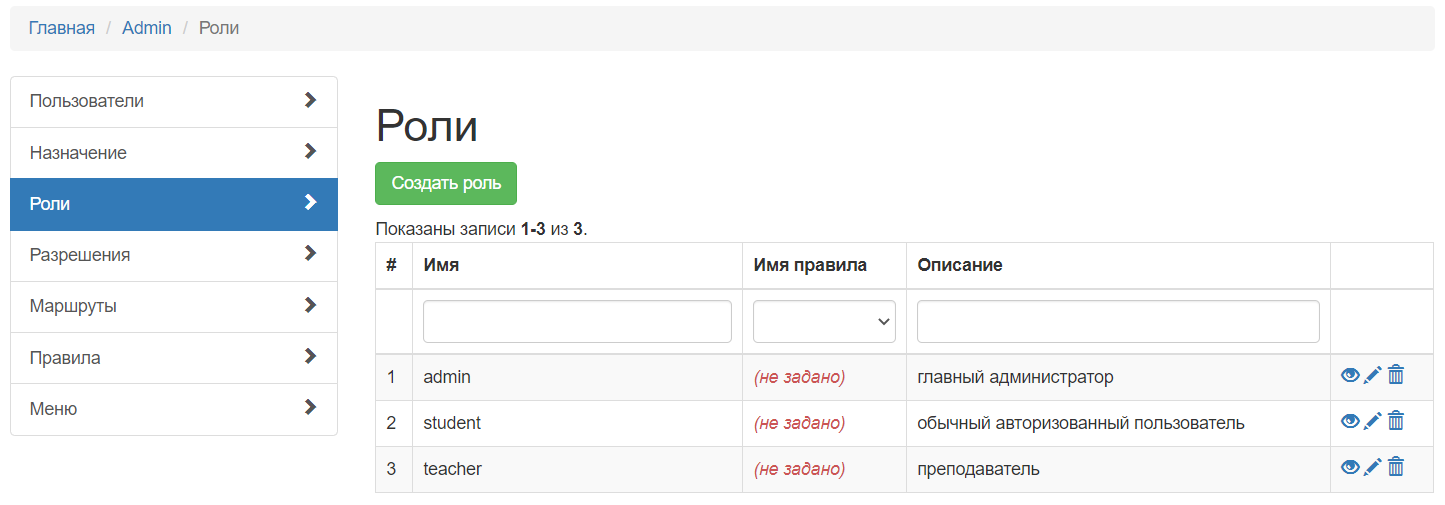 Главная / Admin / Роли
Пользователи
Назначение
Роли
Разрешения
Маршруты
Правила
Меню
Роли
Создать роль
Показаны записи 1-3 из 3.
# Имя Имя правила Описание
1 admin (не задано) главный администратор
2 student (не задано) обычный авторизованный пользователь
3 teacher (не задано) преподаватель